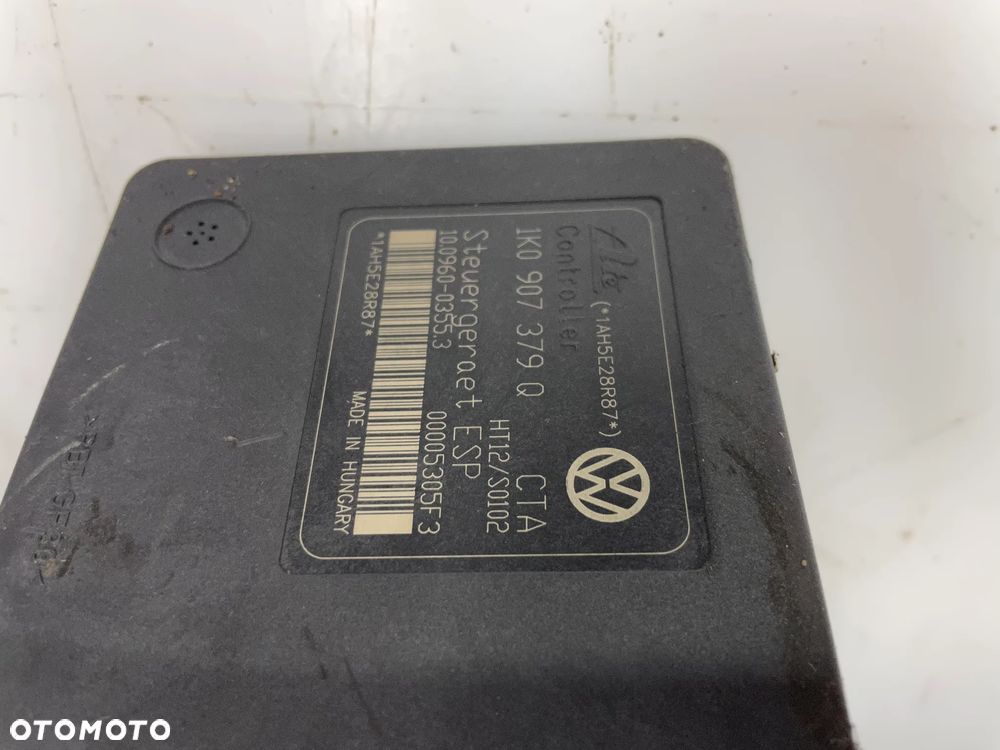 Ate (*1AH5E28R87*)
Controller
1K0 907 379 Q CTA
HT12/S0102
Steuergeraet ESP
10.0960-0355.3 00005305F3
*1AH5E28R87* MADE IN HUNGARY
OTOMOTO